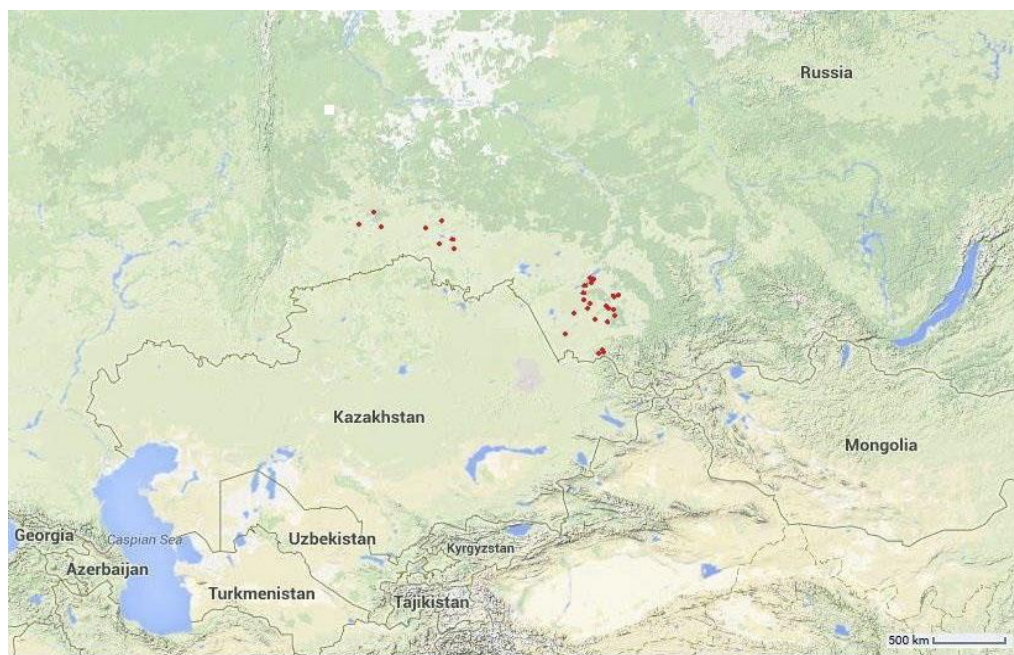 Russia
Kazakhstan
Mongolia
Georgia
Caspian Sea
Uzbekistan
Kyrgyzstan
Azerbaijan
Turkmenistan
Tajikistan
500 km